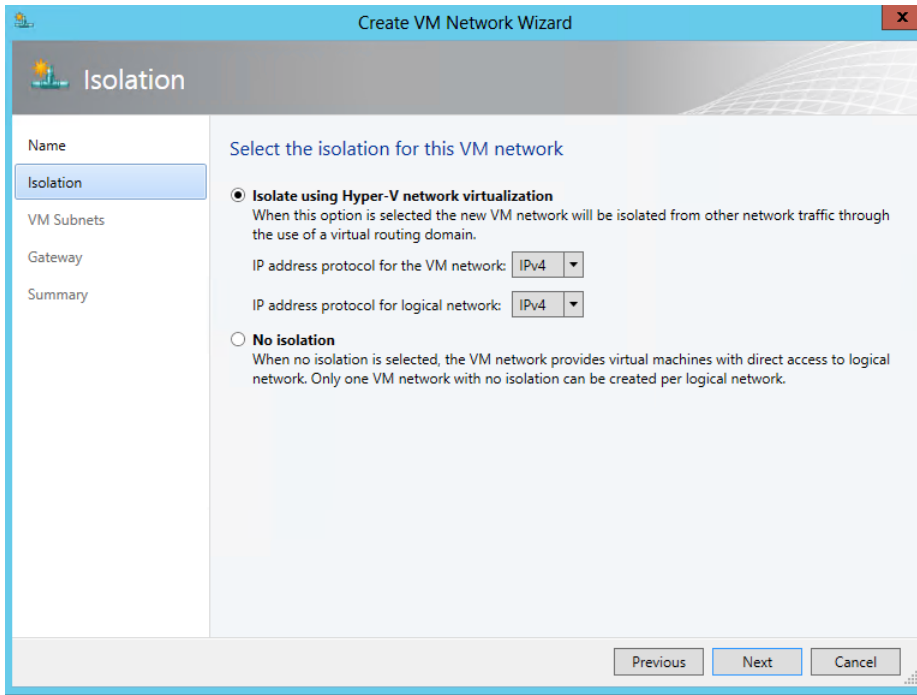 Create VM Network Wizard
x
Isolation
Name
Isolation
VM Subnets
Gateway
Summary
Select the isolation for this VM network
Isolate using Hyper-V network virtualization
When this option is selected the new VM network will be isolated from other network traffic through
the use of a virtual routing domain.
IP address protocol for the VM network: IPv4
IP address protocol for logical network: IPv4
No isolation
When no isolation is selected, the VM network provides virtual machines with direct access to logical
network. Only one VM network with no isolation can be created per logical network.
Previous Next Cancel